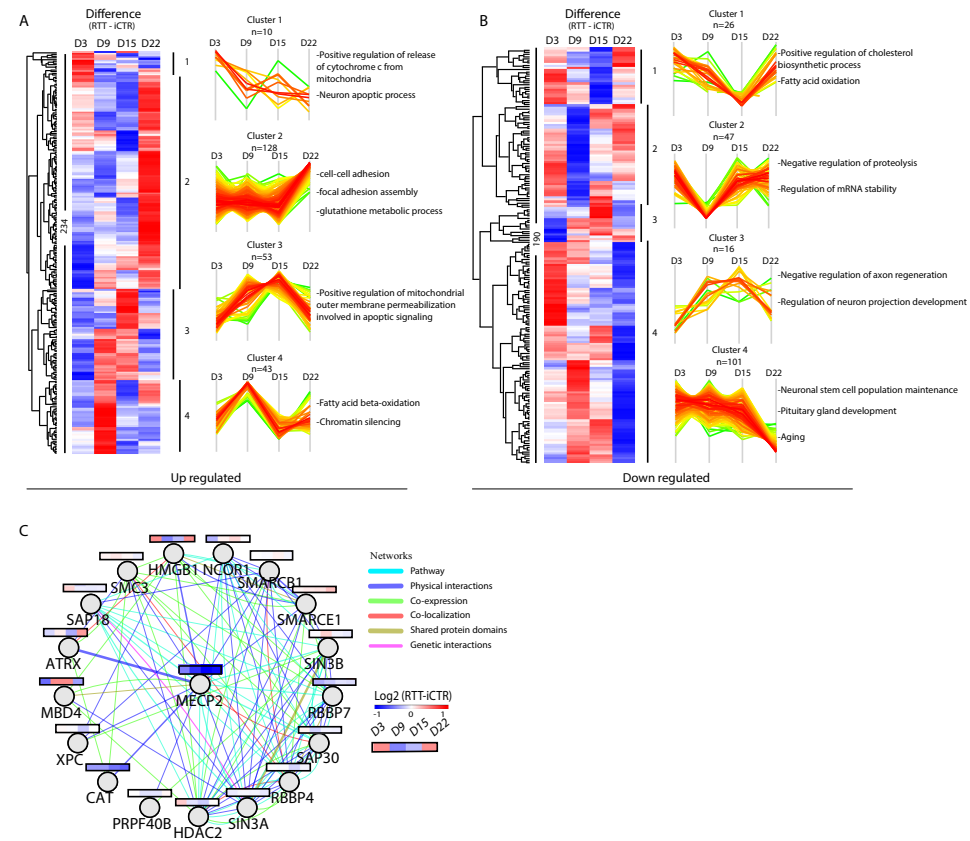 A
Difference
(RTT - iCTR)
D3 D9 D15 D22
234
1
2
3
4
Cluster 1
n=10
D3 D9 D15 D22
-Positive regulation of release
of cytochrome c from
mitochondria
-Neuron apoptic process
Cluster 2
n=128
D3 D9 D15 D22
-cell-cell adhesion
-focal adhesion assembly
-glutathione metabolic process
Cluster 3
n=53
D3 D9 D15 D22
-Positive regulation of mitochondrial
outer membrane permeabilization
involved in apoptic signaling
Cluster 4
n=43
D3 D9 D15 D22
-Fatty acid beta-oxidation
-Chromatin silencing
Up regulated
B
Difference
(RTT - iCTR)
D3 D9 D15 D22
190
1
2
3
4
Cluster 1
n=26
D3 D9 D15 D22
-Positive regulation of cholesterol
biosynthetic process
-Fatty acid oxidation
Cluster 2
n=47
D3 D9 D15 D22
-Negative regulation of proteolysis
-Regulation of mRNA stability
Cluster 3
n=16
D3 D9 D15 D22
-Negative regulation of axon regeneration
-Regulation of neuron projection development
Cluster 4
n=101
D3 D9 D15 D22
-Neuronal stem cell population maintenance
-Pituitary gland development
-Aging
Down regulated
C
HMGB1
NCOR1
SMC3
SMARCB1
SAP18
SMARCE1
ATRX
SIN3B
MECP2
MBD4
RBBP7
XPC
SAP30
CAT
RBBP4
PRPF40B
HDAC2
SIN3A
Networks
Pathway
Physical interactions
Co-expression
Co-localization
Shared protein domains
Genetic interactions
Log2 (RTT-iCTR)
-1 0 1
D3 D9 D15 D22